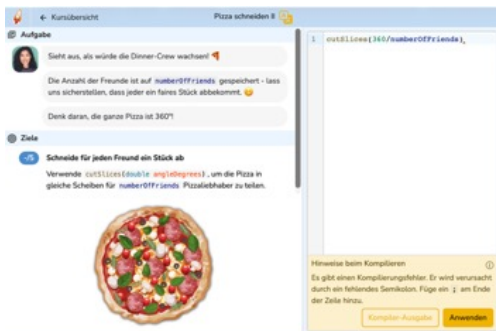 ← Kursübersicht
Pizza schneiden II
Aufgabe
Sieht aus, als würde die Dinner-Crew wachsen!
Die Anzahl der Freunde ist auf numberOfFriends gespeichert - lass
uns sicherstellen, dass jeder ein faires Stück abbekommt.
Denk daran, die ganze Pizza ist 360°!
Ziele
-/5
Schneide für jeden Freund ein Stück ab
Verwende cutSlices(double angleDegrees), um die Pizza in
gleiche Scheiben für numberOfFriends Pizzaliebhaber zu teilen.
1 cutSlices(360/numberOfFriends)
Hinweise beim Kompilieren
Es gibt einen Kompilierungsfehler. Er wird verursacht
durch ein fehlendes Semikolon. Füge ein ; am Ende
der Zeile hinzu.
Kompiler-Ausgabe
Anwenden